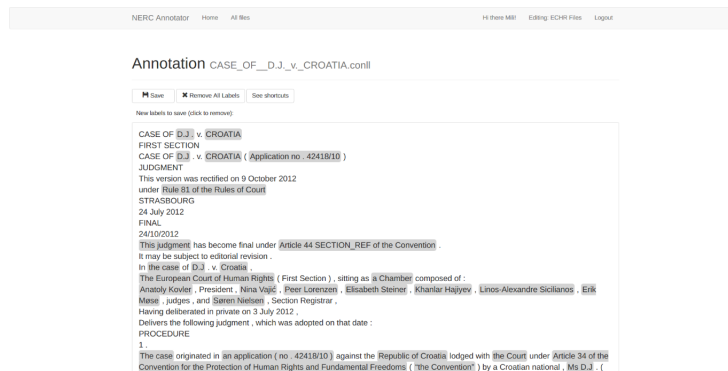 NERC Annotator Home All files Hi there Mill! Editing: ECHR Files Logout
Annotation CASE_OF__D.J._v._CROATIA.conll
Save Remove All Labels See shortcuts
New labels to save (click to remove):
CASE OF D.J . v. CROATIA
FIRST SECTION
CASE OF D.J . v. CROATIA ( Application no . 42418/10 )
JUDGMENT
This version was rectified on 9 October 2012
under Rule 81 of the Rules of Court
STRASBOURG
24 July 2012
FINAL
24/10/2012
This judgment has become final under Article 44 SECTION_REF of the Convention .
It may be subject to editorial revision .
In the case of D.J . v. Croatia ,
The European Court of Human Rights ( First Section ) , sitting as a Chamber composed of :
Anatoly Kovler , President , Nina Vajić , Peer Lorenzen , Elisabeth Steiner , Khanlar Hajiyev , Linos-Alexandre Sicilianos , Erik
Møse , judges , and Søren Nielsen , Section Registrar ,
Having deliberated in private on 3 July 2012 ,
Delivers the following judgment , which was adopted on that date :
PROCEDURE
1 .
The case originated in an application ( no . 42418/10 ) against the Republic of Croatia lodged with the Court under Article 34 of the
Convention for the Protection of Human Rights and Fundamental Freedoms ( "the Convention" ) by a Croatian national , Ms D.J . (